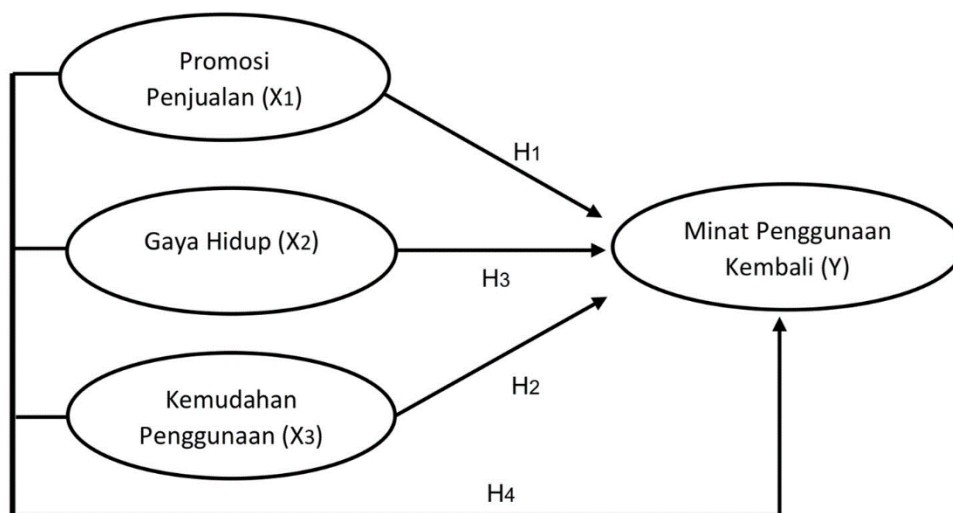 Promosi
Penjualan (X1)
H1
Gaya Hidup (X2)
H3
Minat Penggunaan
Kembali (Y)
Kemudahan
Penggunaan (X3)
H2
H4